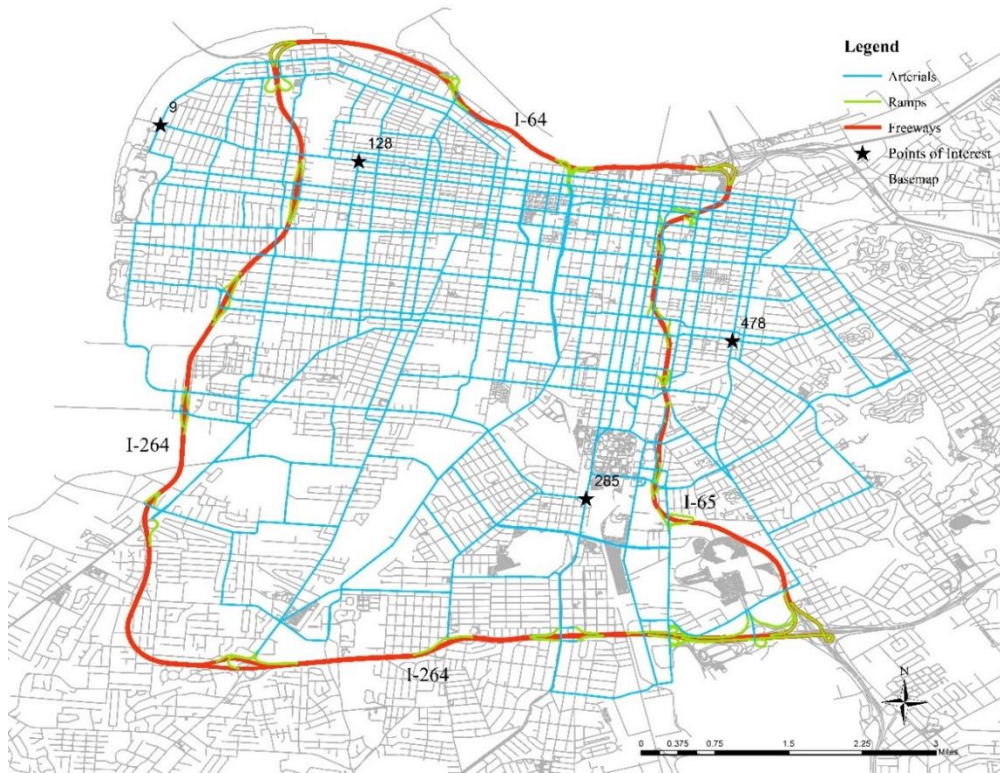 Legend
Arterials
Ramps
Freeways
Points of Interest
Basemap
9
I-64
128
478
I-264
285
I-65
I-264
N
0 0.375 0.75 1.5 2.25 3
Miles